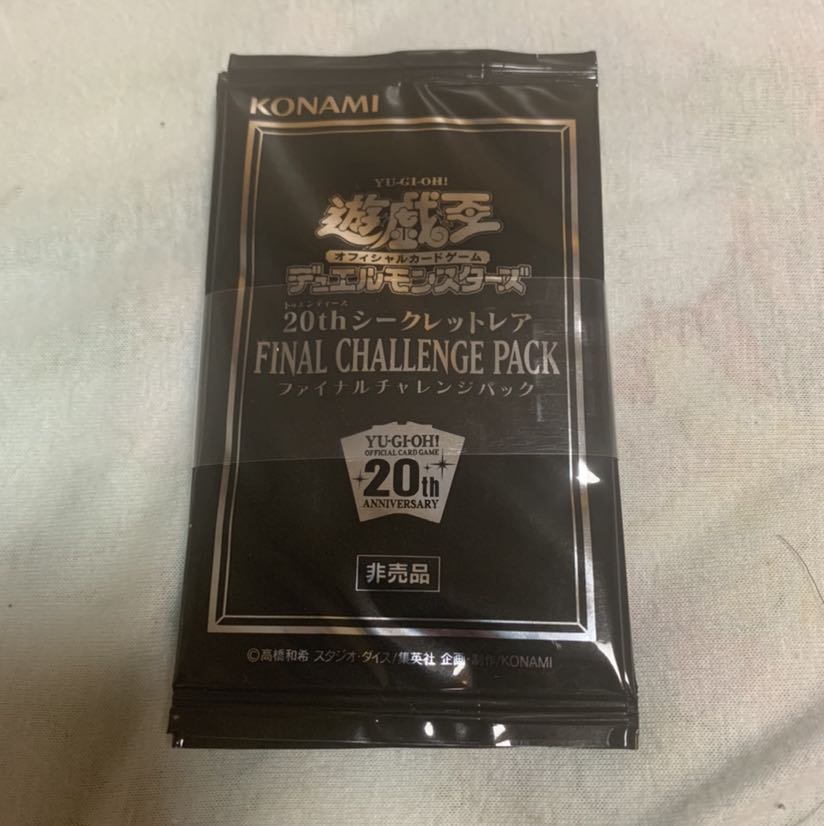 KONAMI
YU-GI-OH!
遊戯王
オフィシャルカードゲーム
デュエルモンスターズ
トゥエンティース
20thシークレットレア
FINAL CHALLENGE PACK
ファイナルチャレンジパック
YU-GI-OH!
OFFICIAL CARD GAME
20th
ANNIVERSARY
非売品
©高橋和希 スタジオ・ダイス/集英社 企画・制作/KONAMI